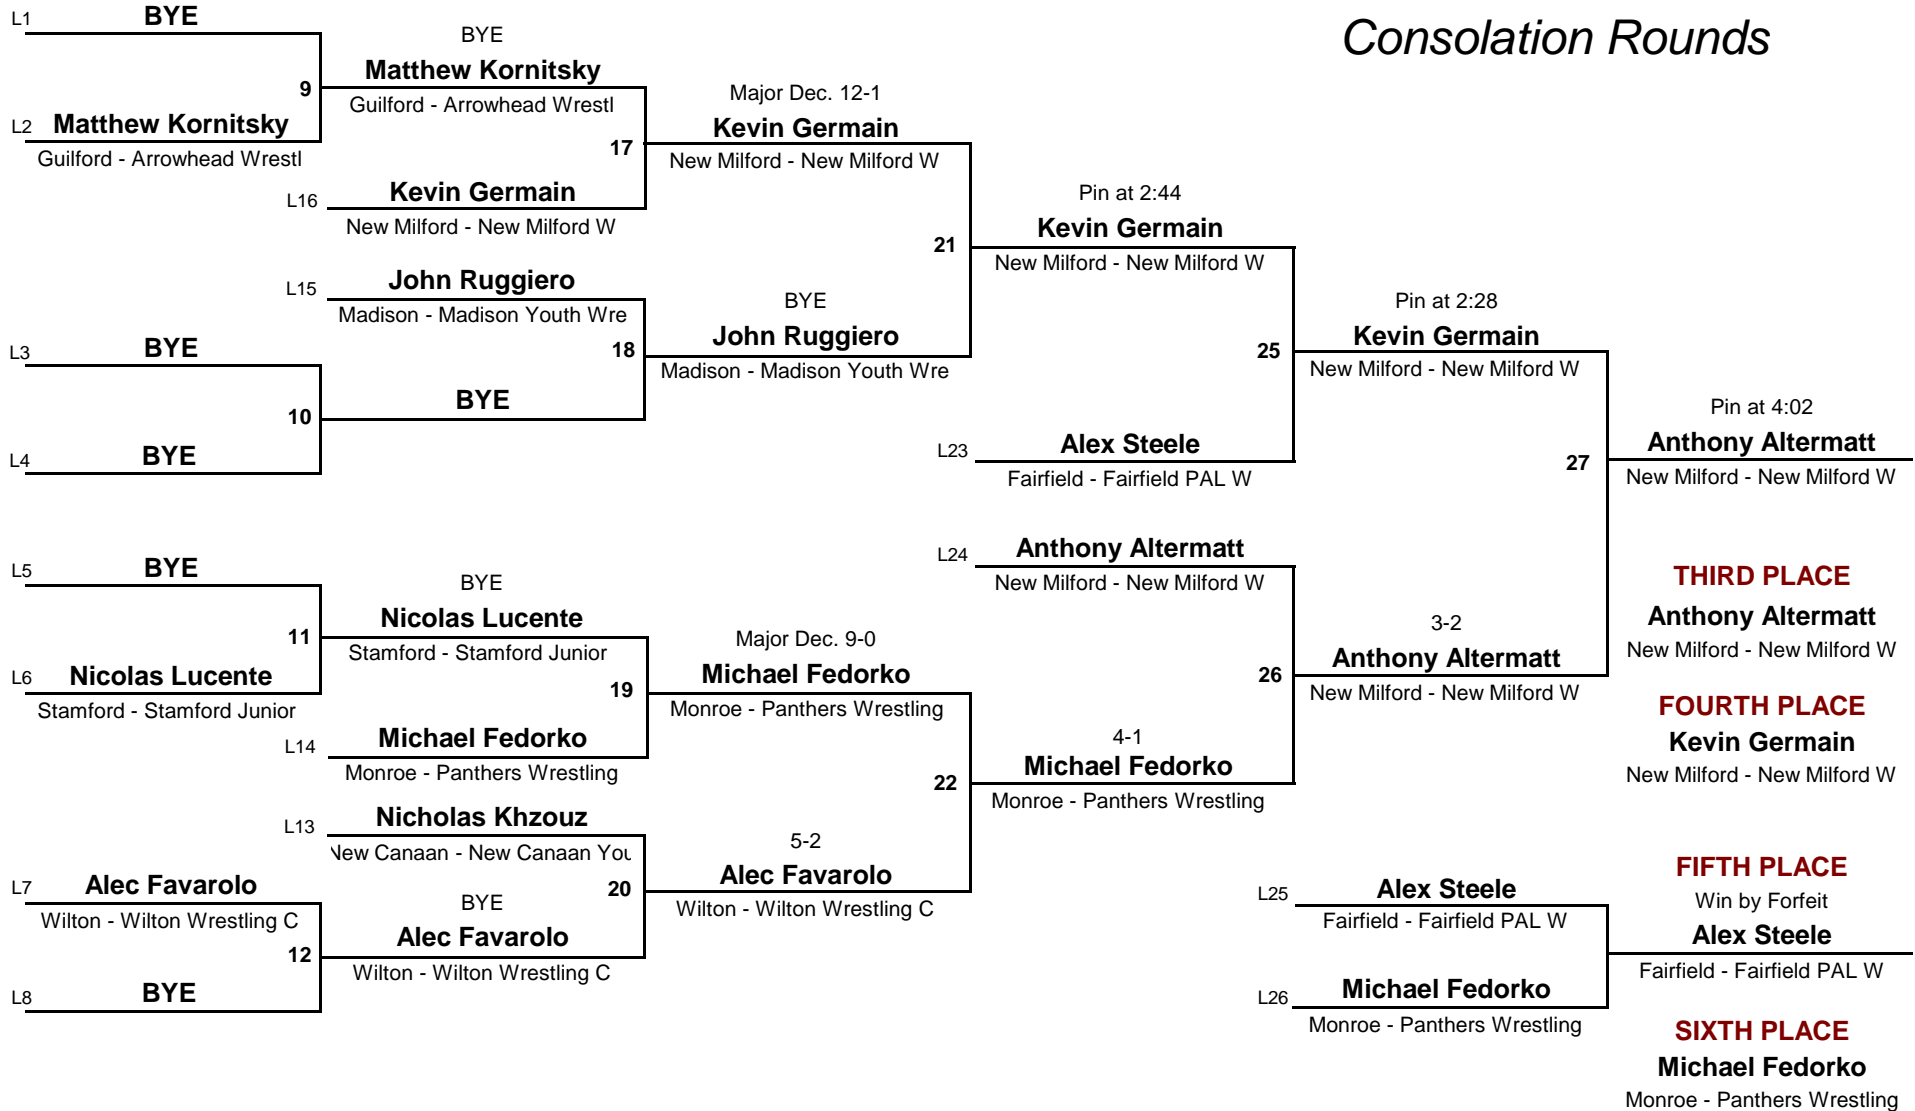 Consolation Rounds
L1
BYE
9
L2
Matthew Kornitsky
Guilford - Arrowhead Wrestl
BYE
Matthew Kornitsky
Guilford - Arrowhead Wrestl
17
L16
Kevin Germain
New Milford - New Milford W
Major Dec. 12-1
Kevin Germain
New Milford - New Milford W
21
L15
John Ruggiero
Madison - Madison Youth Wre
18
L3
BYE
10
L4
BYE
BYE
BYE
John Ruggiero
Madison - Madison Youth Wre
Pin at 2:44
Kevin Germain
New Milford - New Milford W
25
L23
Alex Steele
Fairfield - Fairfield PAL W
Pin at 2:28
Kevin Germain
New Milford - New Milford W
27
Pin at 4:02
Anthony Altermatt
New Milford - New Milford W
L5
BYE
11
L6
Nicolas Lucente
Stamford - Stamford Junior
BYE
Nicolas Lucente
Stamford - Stamford Junior
19
L14
Michael Fedorko
Monroe - Panthers Wrestling
Major Dec. 9-0
Michael Fedorko
Monroe - Panthers Wrestling
22
L13
Nicholas Khzouz
New Canaan - New Canaan You
20
L7
Alec Favarolo
Wilton - Wilton Wrestling C
12
L8
BYE
BYE
Alec Favarolo
Wilton - Wilton Wrestling C
5-2
Alec Favarolo
Wilton - Wilton Wrestling C
L24
Anthony Altermatt
New Milford - New Milford W
26
4-1
Michael Fedorko
Monroe - Panthers Wrestling
3-2
Anthony Altermatt
New Milford - New Milford W
THIRD PLACE
Anthony Altermatt
New Milford - New Milford W
FOURTH PLACE
Kevin Germain
New Milford - New Milford W
L25
Alex Steele
Fairfield - Fairfield PAL W
L26
Michael Fedorko
Monroe - Panthers Wrestling
FIFTH PLACE
Win by Forfeit
Alex Steele
Fairfield - Fairfield PAL W
SIXTH PLACE
Michael Fedorko
Monroe - Panthers Wrestling